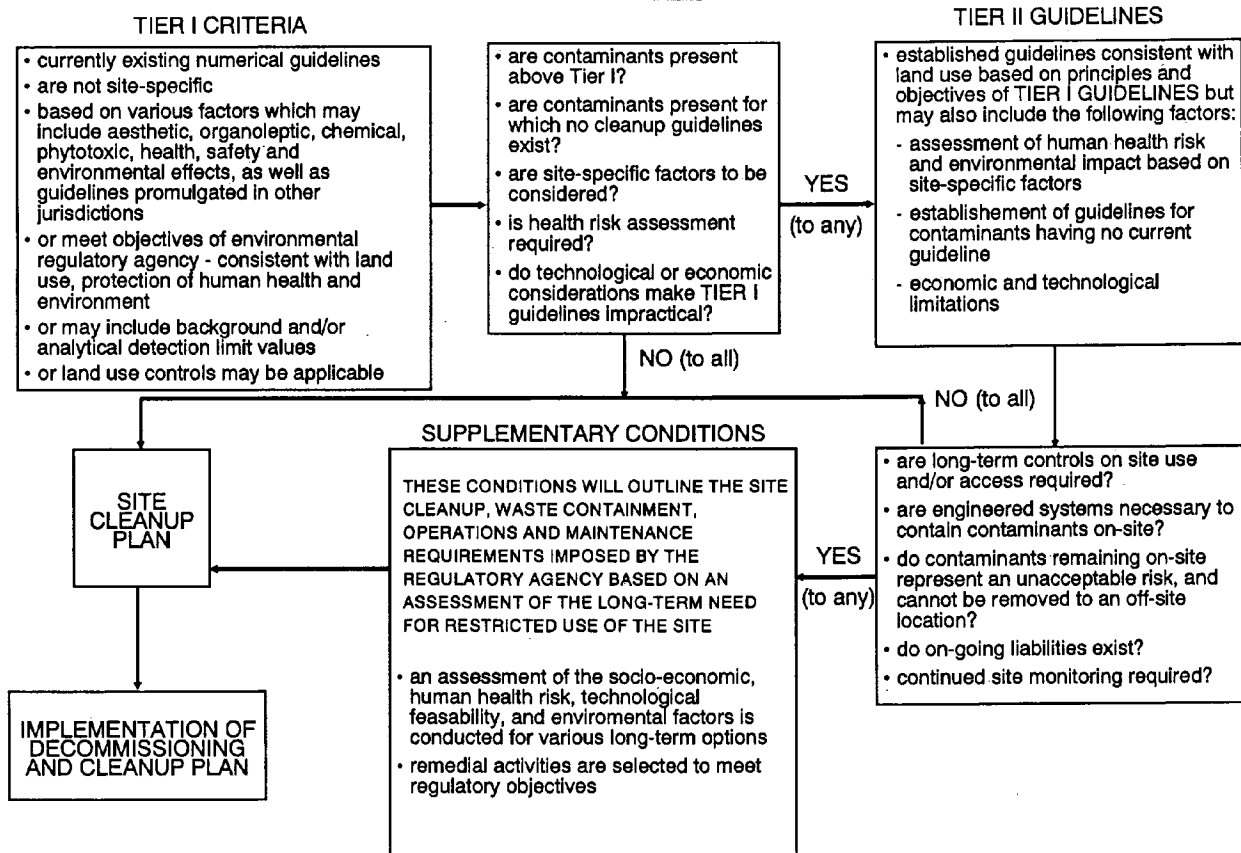 TIER I CRITERIA
• currently existing numerical guidelines
• are not site-specific
• based on various factors which may
include aesthetic, organoleptic, chemical,
phytotoxic, health, safety and
environmental effects, as well as
guidelines promulgated in other
jurisdictions
• or meet objectives of environmental
regulatory agency - consistent with land
use, protection of human health and
environment
• or may include background and/or
analytical detection limit values
• or land use controls may be applicable
• are contaminants present
above Tier I?
• are contaminants present for
which no cleanup guidelines
exist?
• are site-specific factors to be
considered?
• is health risk assessment
required?
• do technological or economic
considerations make TIER I
guidelines impractical?
YES
(to any)
NO (to all)
TIER II GUIDELINES
• established guidelines consistent with
land use based on principles and
objectives of TIER I GUIDELINES but
may also include the following factors:
- assessment of human health risk
and environmental impact based on
site-specific factors
- establishement of guidelines for
contaminants having no current
guideline
- economic and technological
limitations
NO (to all)
• are long-term controls on site use
and/or access required?
• are engineered systems necessary to
contain contaminants on-site?
• do contaminants remaining on-site
represent an unacceptable risk, and
cannot be removed to an off-site
location?
• do on-going liabilities exist?
• continued site monitoring required?
YES
(to any)
SUPPLEMENTARY CONDITIONS
THESE CONDITIONS WILL OUTLINE THE SITE
CLEANUP, WASTE CONTAINMENT,
OPERATIONS AND MAINTENANCE
REQUIREMENTS IMPOSED BY THE
REGULATORY AGENCY BASED ON AN
ASSESSMENT OF THE LONG-TERM NEED
FOR RESTRICTED USE OF THE SITE
• an assessment of the socio-economic,
human health risk, technological
feasability, and enviromental factors is
conducted for various long-term options
• remedial activities are selected to meet
regulatory objectives
SITE
CLEANUP
PLAN
IMPLEMENTATION OF
DECOMMISSIONING
AND CLEANUP PLAN